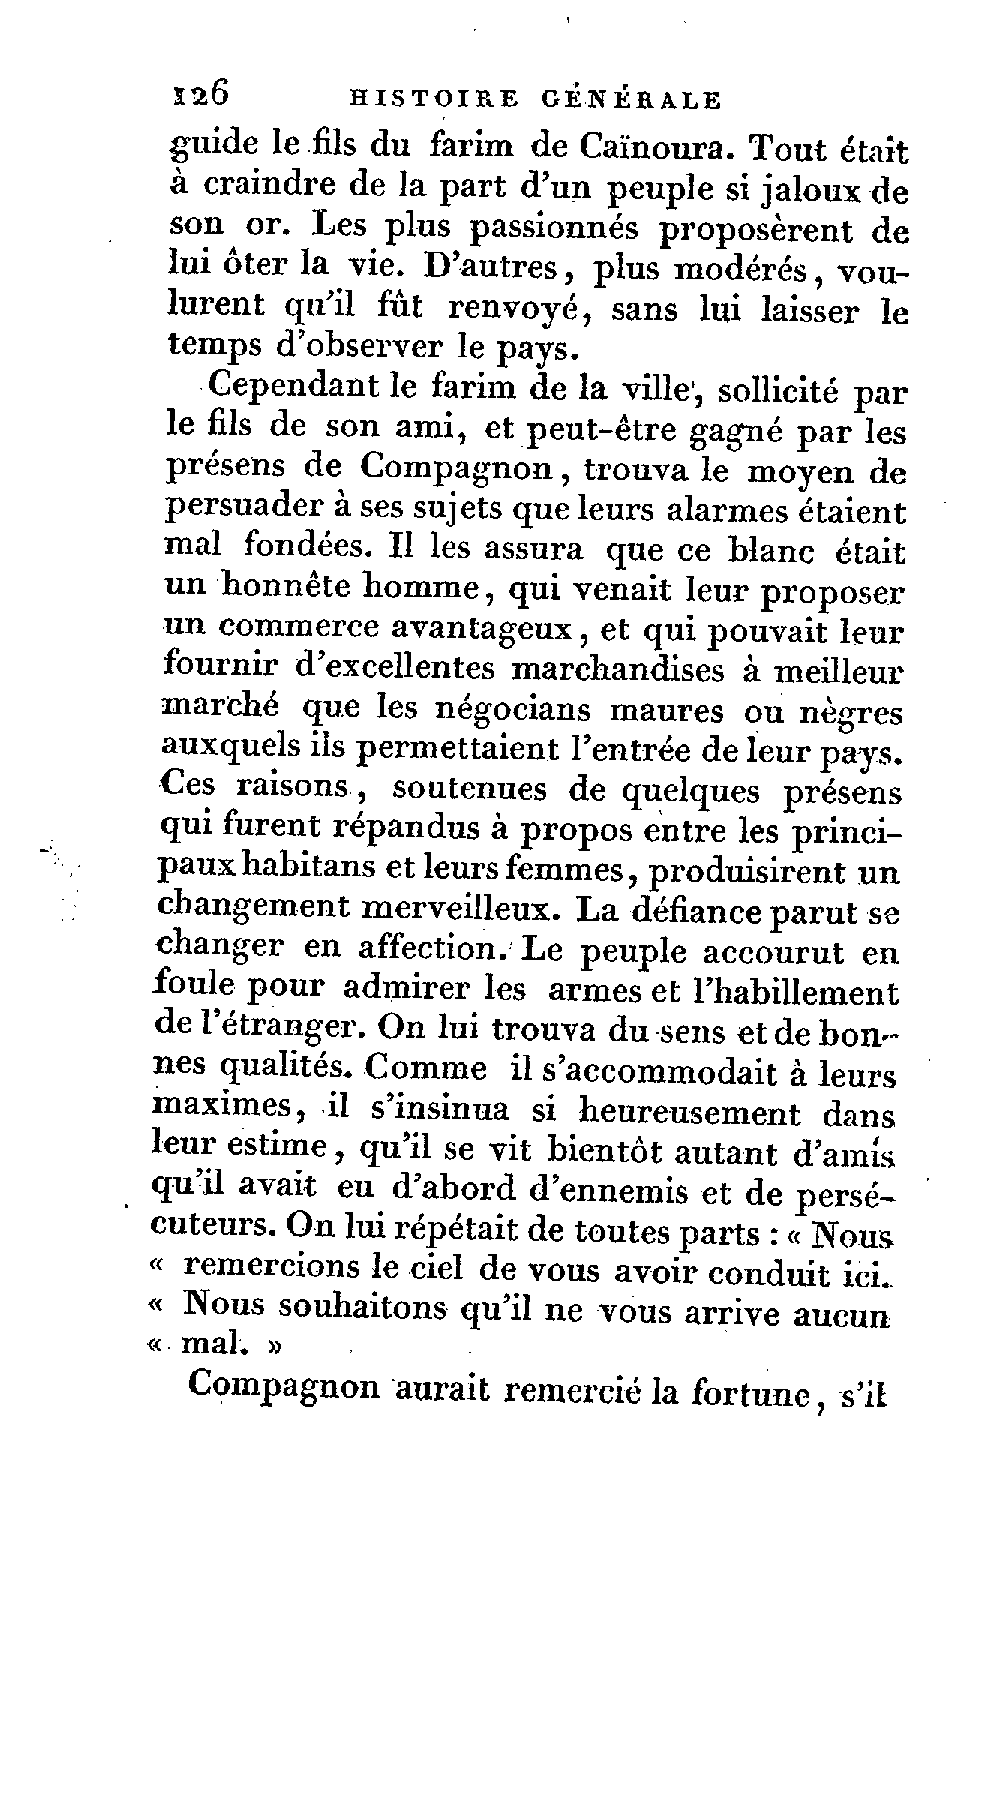 126 HISTOIRE GÉNÉRALE
guide le fils du farim de Caïnoura. Tout était
à craindre de la part d'un peuple si jaloux de
son or. Les plus passionnés proposèrent de
lui ôter la vie. D'autres, plus modérés, vou-
lurent qu'il fût renvoyé, sans lui laisser le
temps d'observer le pays.
Cependant le farim de la ville, sollicité par
le fils de son ami, et peut-être gagné par les
présens de Compagnon, trouva le moyen de
persuader à ses sujets que leurs alarmes étaient
mal fondées. Il les assura que ce blanc était
un honnête homme, qui venait leur proposer
un commerce avantageux, et qui pouvait leur
fournir d'excellentes marchandises à meilleur
marché que les négocians maures ou nègres
auxquels ils permettaient l'entrée de leur pays.
Ces raisons, soutenues de quelques présens
qui furent répandus à propos entre les princi-
paux habitans et leurs femmes, produisirent un
changement merveilleux. La défiance parut se
changer en affection. Le peuple accourut en
foule pour admirer les armes et l'habillement
de l'étranger. On lui trouva du sens et de bon-
nes qualités. Comme il s'accommodait à leurs
maximes, il s'insinua si heureusement dans
leur estime, qu'il se vit bientôt autant d'amis
qu'il avait eu d'abord d'ennemis et de persé-
cuteurs. On lui répétait de toutes parts : « Nous
« remercions le ciel de vous avoir conduit ici.
« Nous souhaitons qu'il ne vous arrive aucun
« mal. »
Compagnon aurait remercié la fortune, s'il